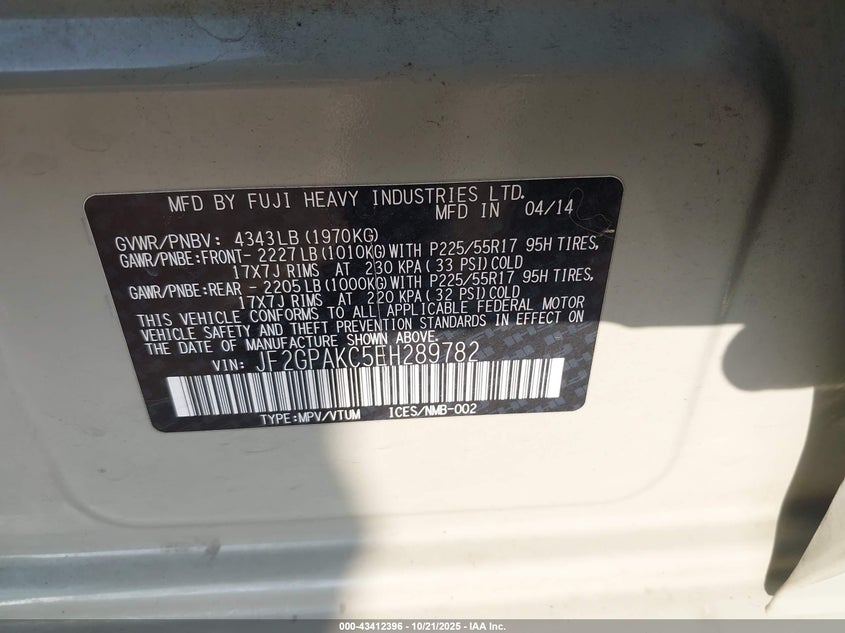 MFD BY FUJI HEAVY INDUSTRIES LTD.
MFD IN 04/14
GVWR/PNBV: 4343LB(1970KG)
GAWR/PNBE:FRONT- 2227LB(1010KG)WITH P225/55R17 95H TIRES,
17X7J RIMS AT 230 KPA(33 PSI)COLD
GAWR/PNBE:REAR - 2205LB(1000KG)WITH P225/55R17 95H TIRES,
17X7J RIMS AT 220 KPA(32 PSI)COLD
THIS VEHICLE CONFORMS TO ALL APPLICABLE FEDERAL MOTOR
VEHICLE SAFETY AND THEFT PREVENTION STANDARDS IN EFFECT ON
THE DATE OF MANUFACTURE SHOWN ABOVE.
VIN: JF2GPAKC5EH289782
TYPE:MPV/VTUM ICES/NMB-002
000-43412396 - 10/21/2025 - IAA Inc.